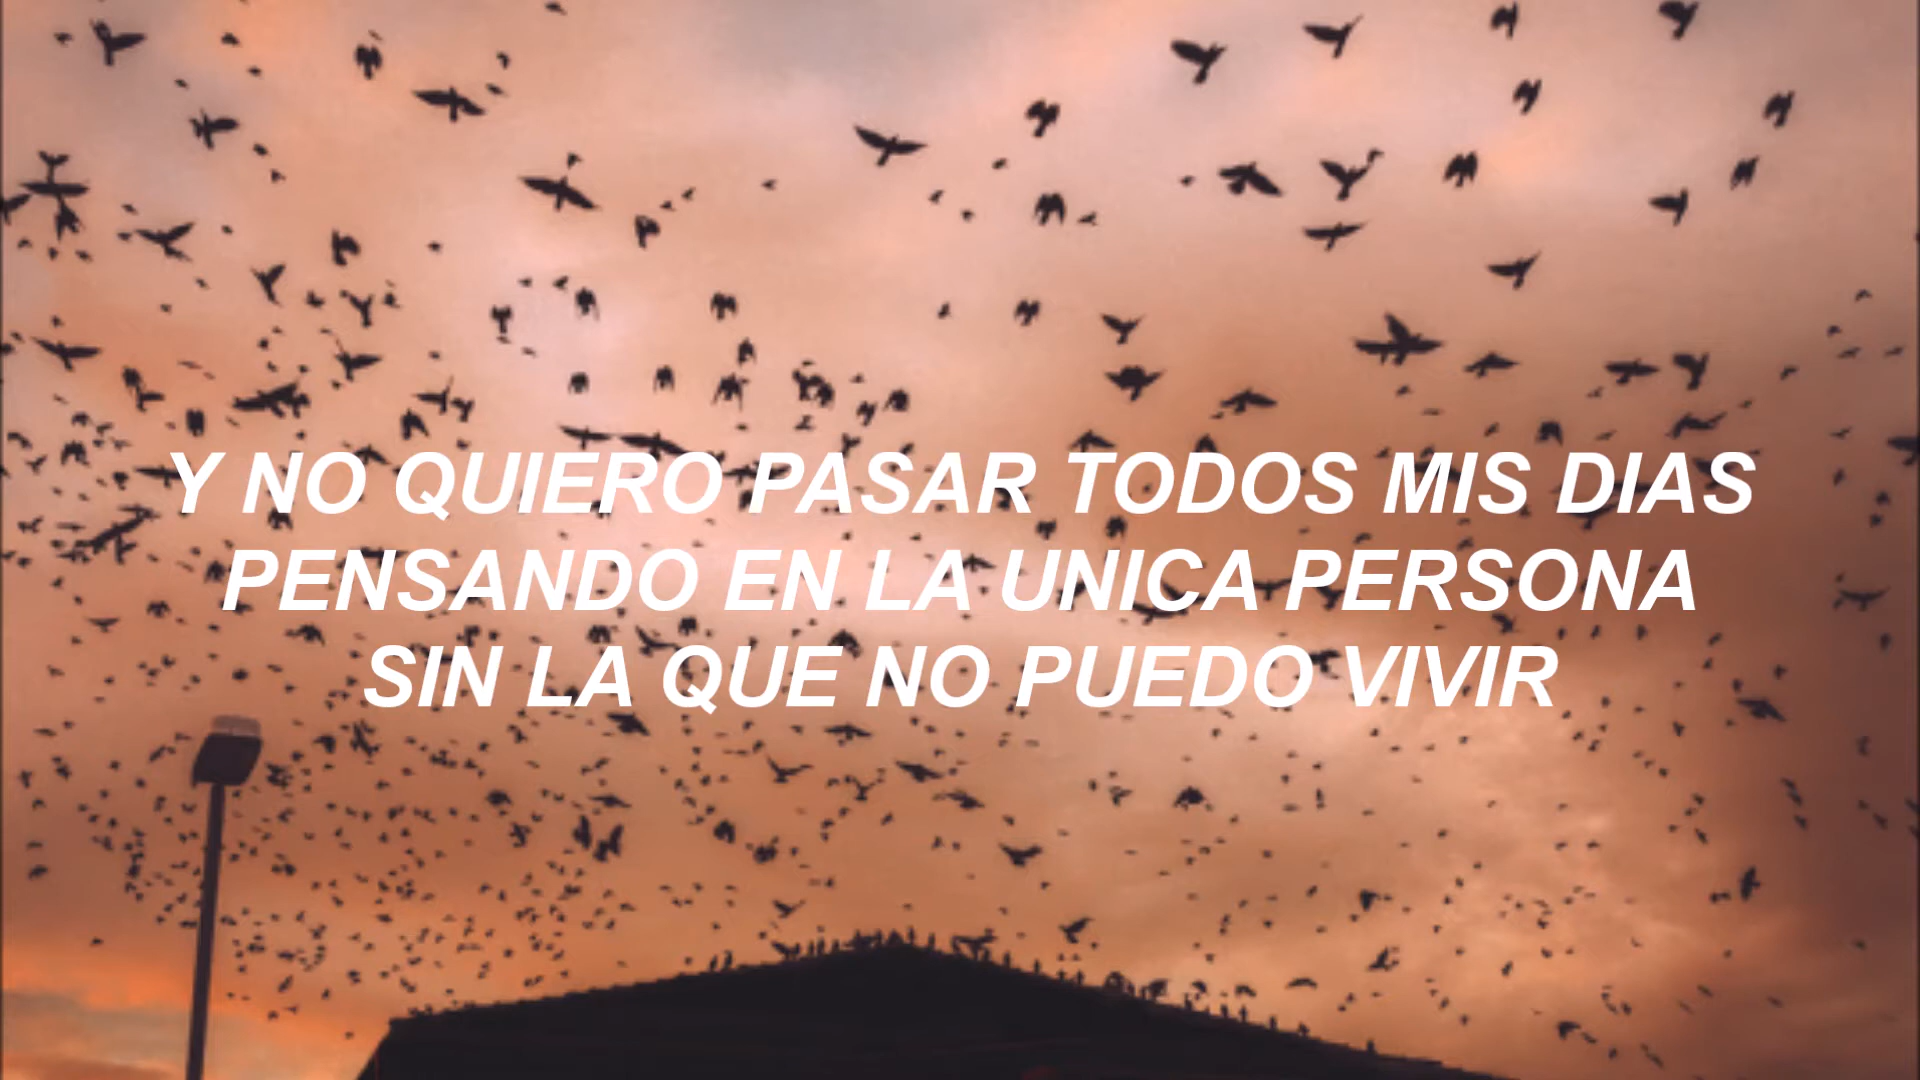 Y NO QUIERO PASAR TODOS MIS DIAS
PENSANDO EN LA UNICA PERSONA
SIN LA QUE NO PUEDO VIVIR